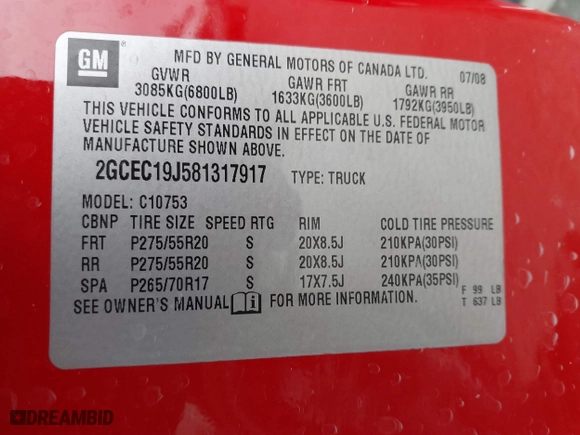 GM
MFD BY GENERAL MOTORS OF CANADA LTD. 07/08
GVWR GAWR FRT GAWR RR
3085KG(6800LB) 1633KG(3600LB) 1792KG(3950LB)
THIS VEHICLE CONFORMS TO ALL APPLICABLE U.S. FEDERAL MOTOR
VEHICLE SAFETY STANDARDS IN EFFECT ON THE DATE OF
MANUFACTURE SHOWN ABOVE.
2GCEC19J581317917 TYPE: TRUCK
MODEL: C10753
CBNP TIRE SIZE SPEED RTG RIM COLD TIRE PRESSURE
FRT P275/55R20 S 20X8.5J 210KPA(30PSI)
RR P275/55R20 S 20X8.5J 210KPA(30PSI)
SPA P265/70R17 S 17X7.5J 240KPA(35PSI)
SEE OWNER'S MANUAL FOR MORE INFORMATION.
F 99 LB
T 637 LB
DREAMBID